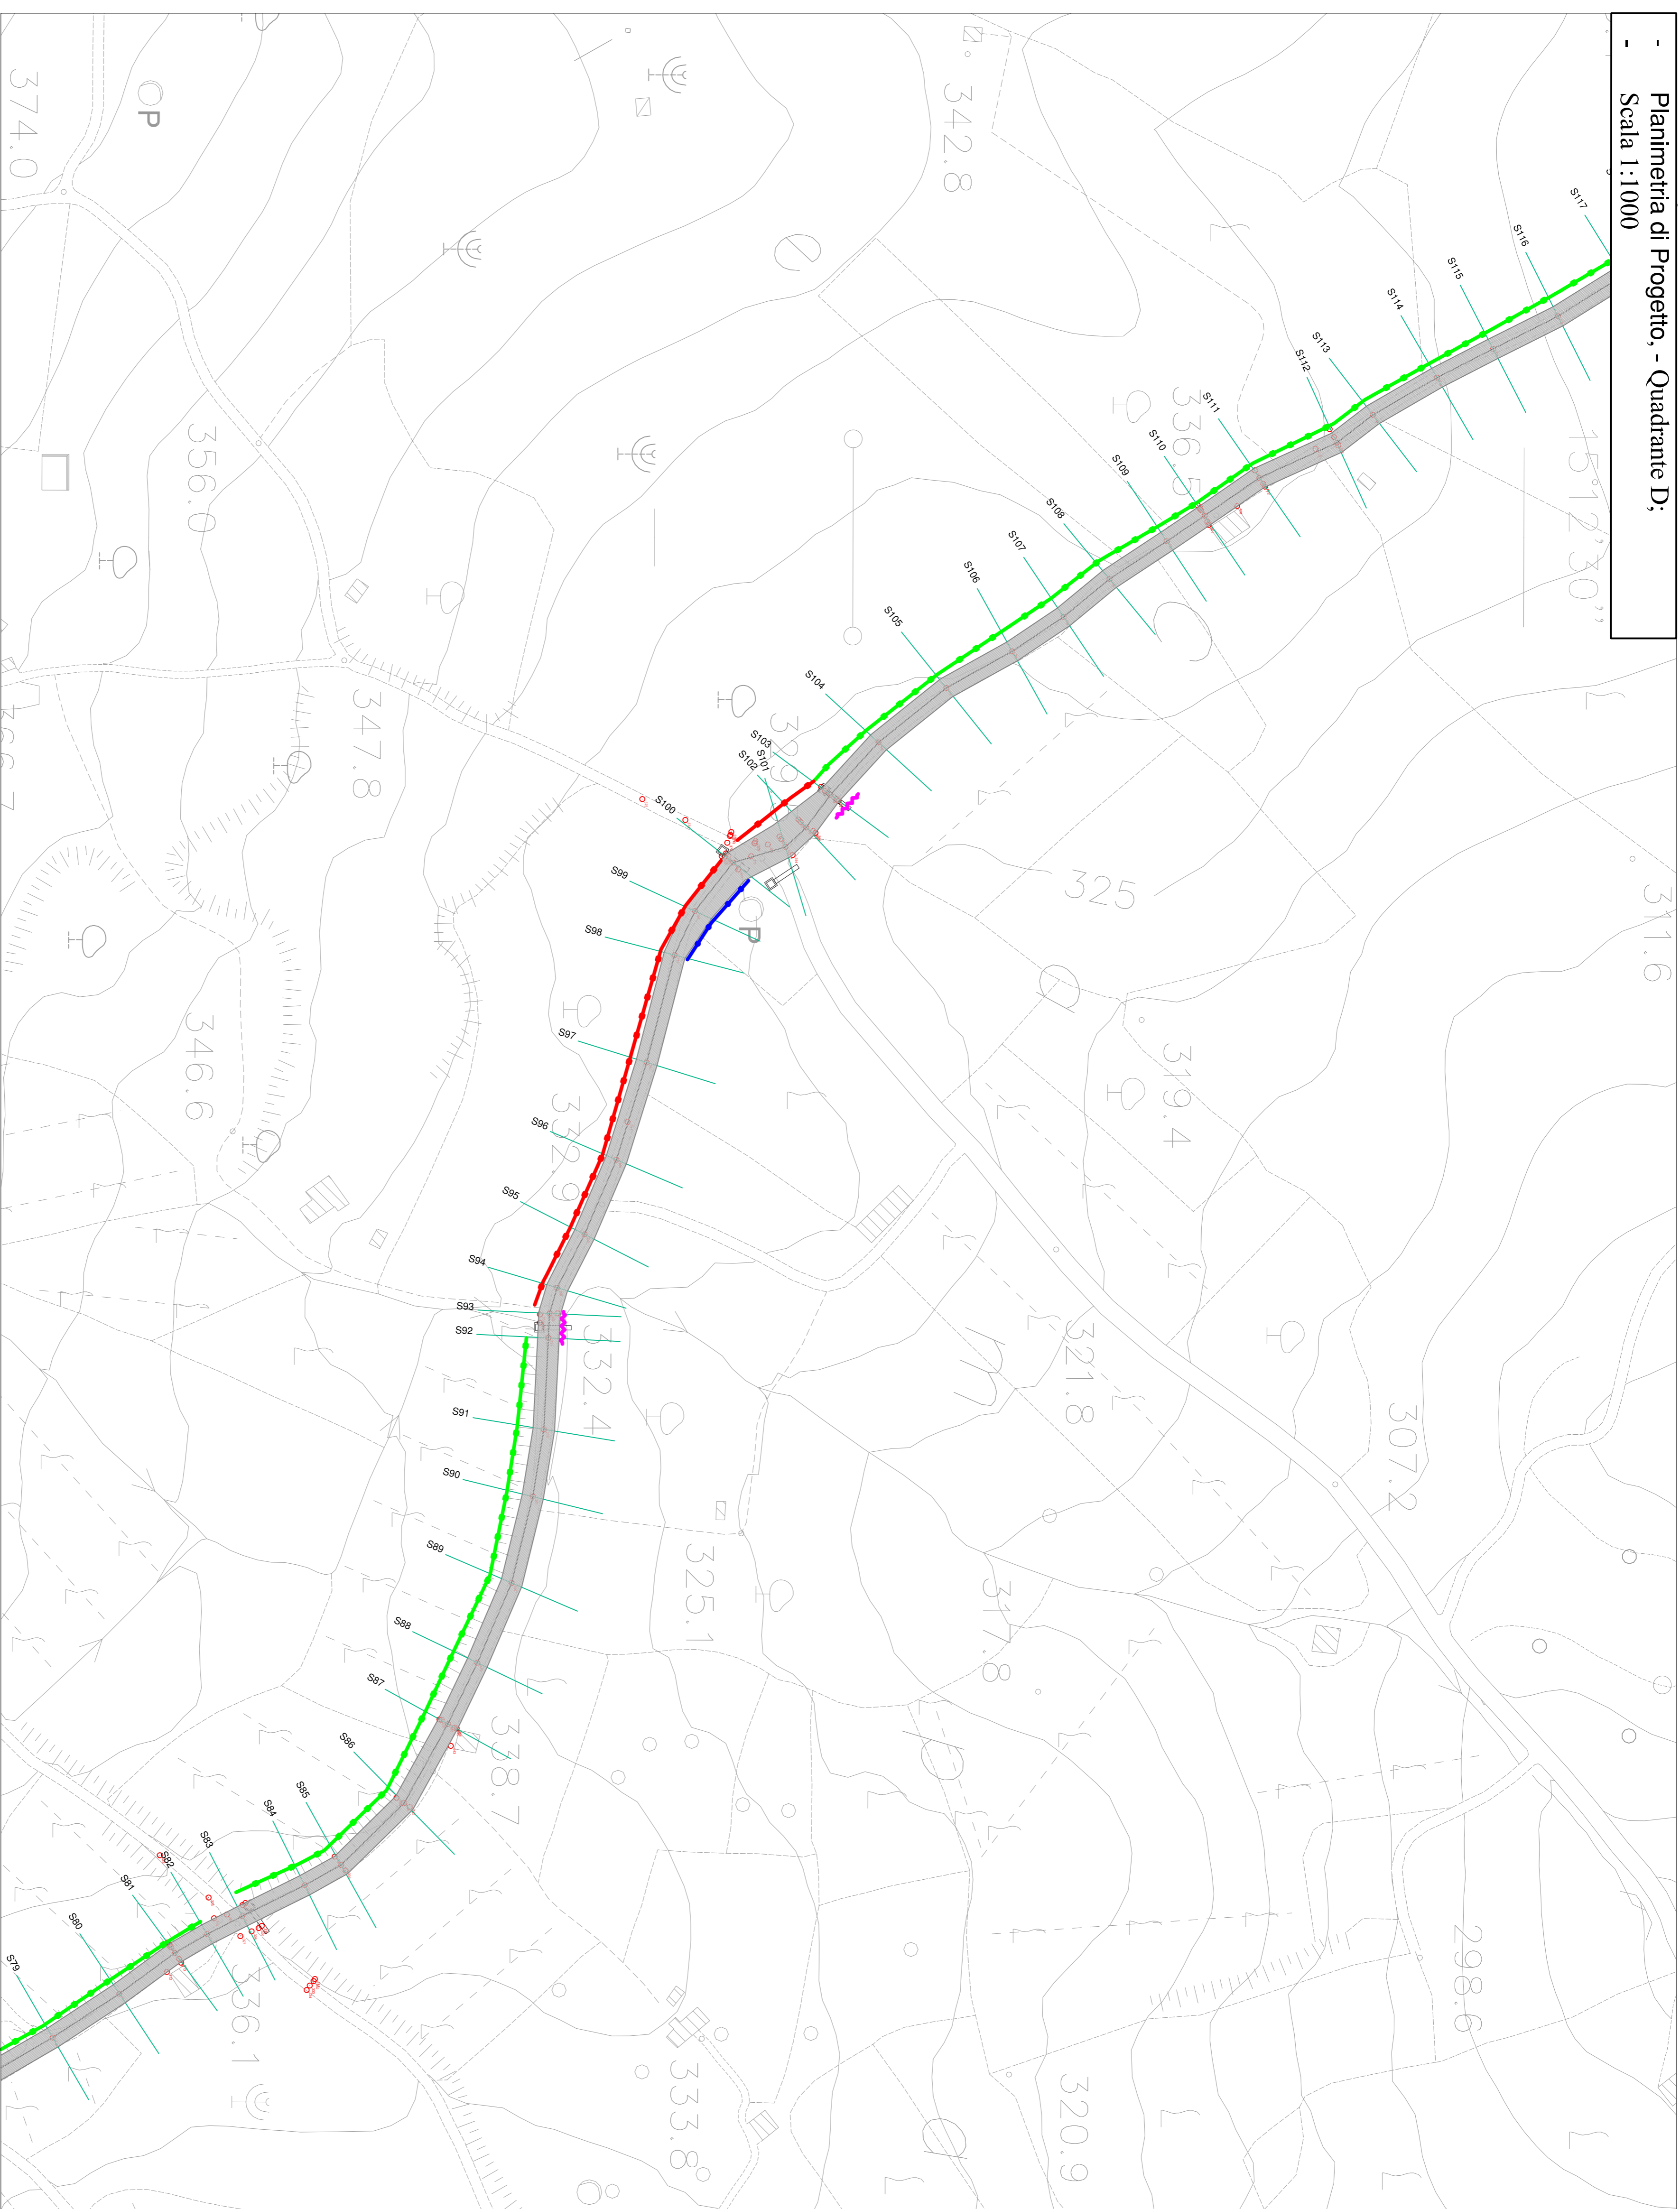 - Planimetria di Progetto, - Quadrante D;
- Scala 1:1000
S117
S116
S115
S114
S113
S112
S111
S110
S109
S108
S107
S106
S105
S104
S103
S102
S101
S100
S99
S98
S97
S96
S95
S94
S93
S92
S91
S90
S89
S88
S87
S86
S85
S84
S83
S82
S81
S80
S79
15.12',30',
342.8
336.5
374.0
P
356.0
347.8
325
P
311.6
319.4
346.6
332.9
332.4
321.8
307.2
325.1
317.8
338.7
336.1
298.6
333.8
320.9